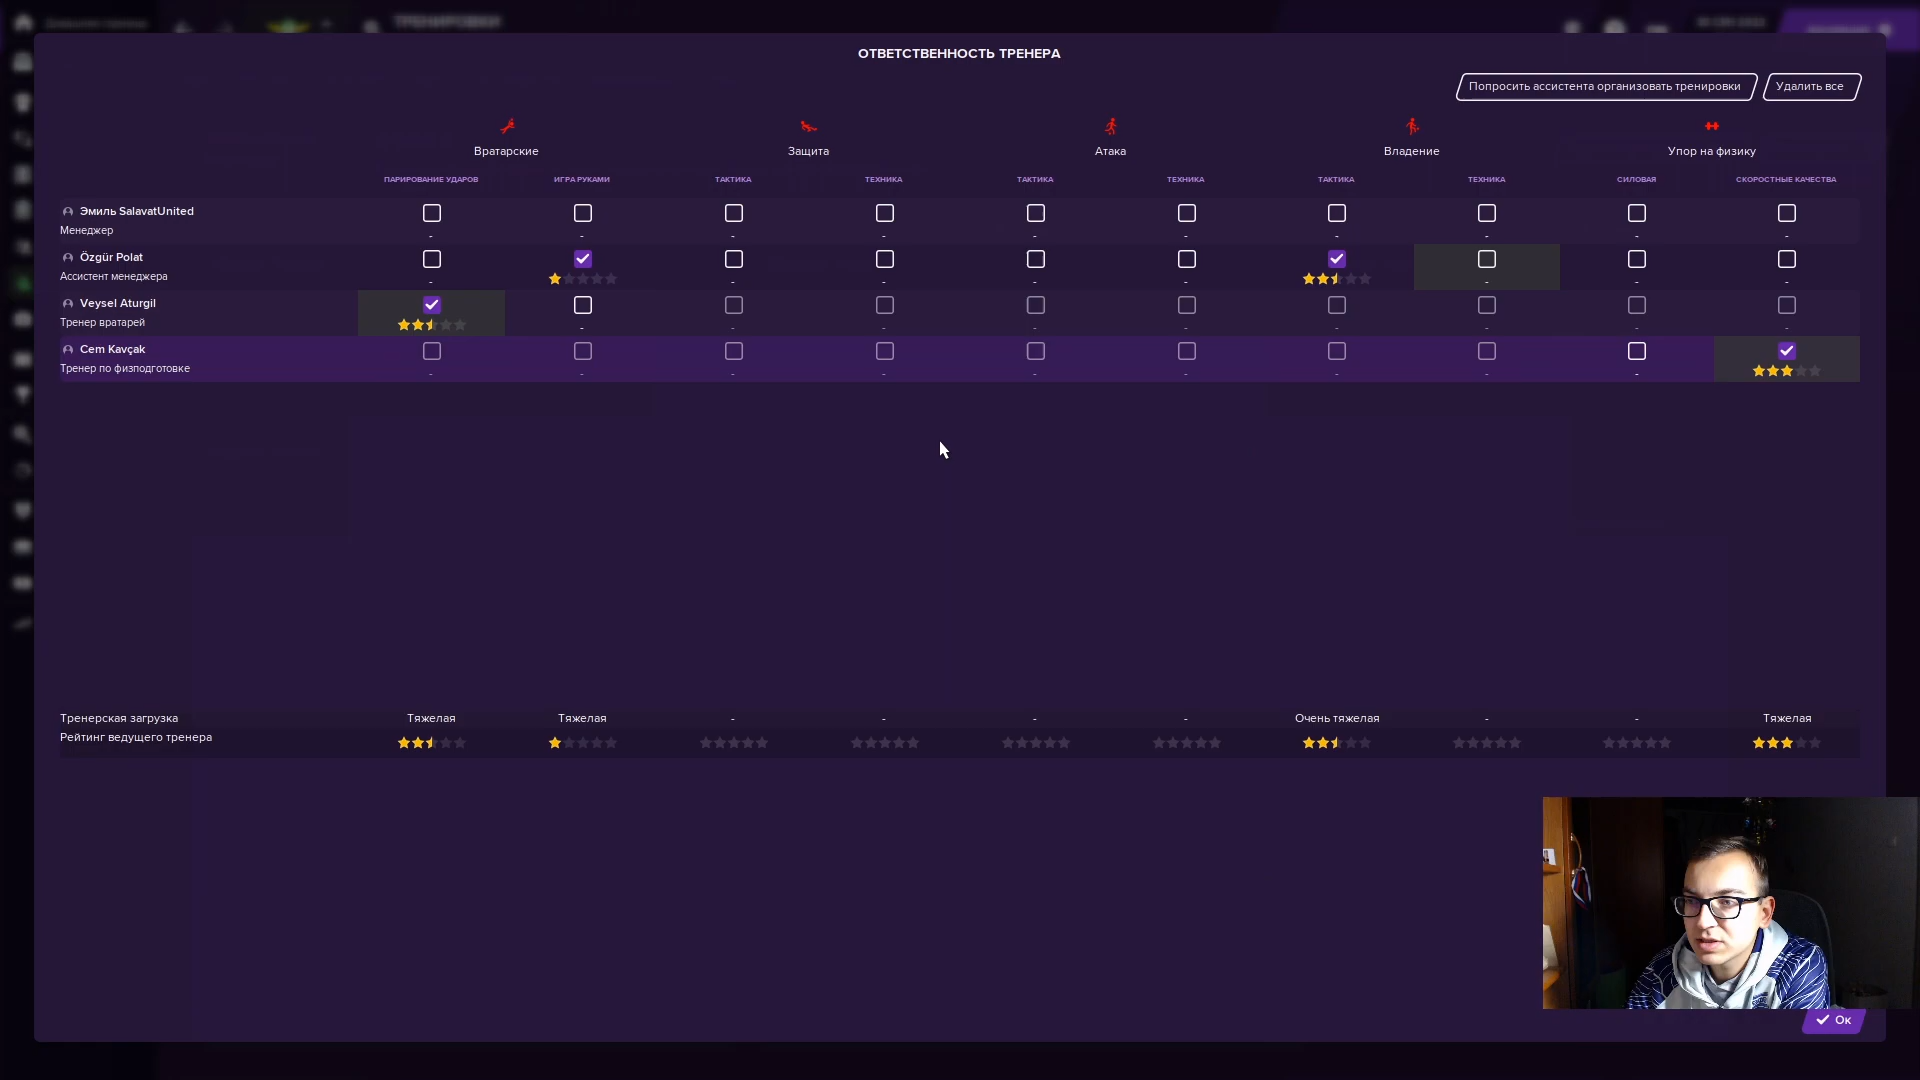 ТРЕНИРОВКИ
ОТВЕТСТВЕННОСТЬ ТРЕНЕРА
Попросить ассистента организовать тренировки
Удалить все
Вратарские
Защита
Атака
Владение
Упор на физику
ПАРИРОВАНИЕ УДАРОВ
ИГРА РУКАМИ
ТАКТИКА
ТЕХНИКА
ТАКТИКА
ТЕХНИКА
ТАКТИКА
ТЕХНИКА
СИЛОВАЯ
СКОРОСТНЫЕ КАЧЕСТВА
Эмиль SalavatUnited
Менеджер
- - - - - - - - - -
Özgür Polat
Ассистент менеджера
- - - - - - - -
Veysel Aturgil
Тренер вратарей
- - - - - - - - -
Cem Kavçak
Тренер по физподготовке
- - - - - - - - -
Тренерская загрузка
Тяжелая
Тяжелая
-
-
-
-
Очень тяжелая
-
-
Тяжелая
Рейтинг ведущего тренера
Ок